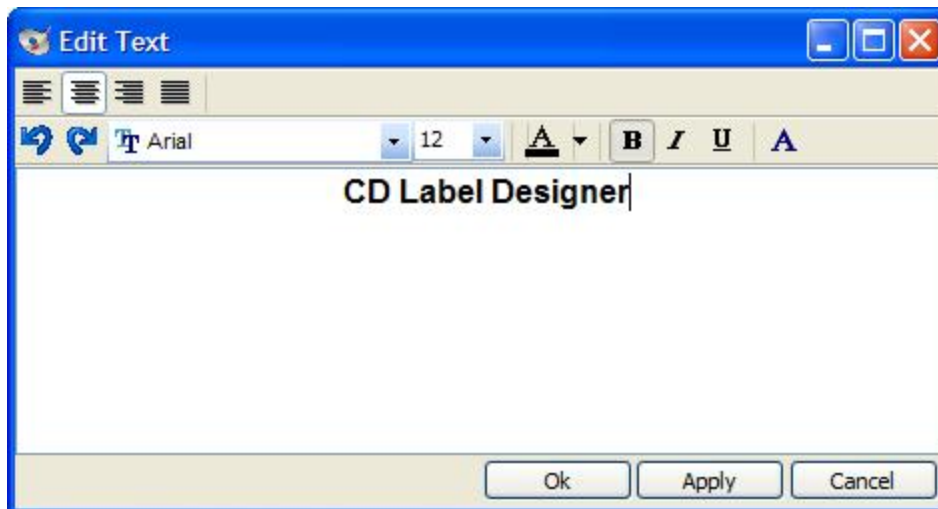 Edit Text
Arial 12 A B I U A
CD Label Designer
Ok Apply Cancel